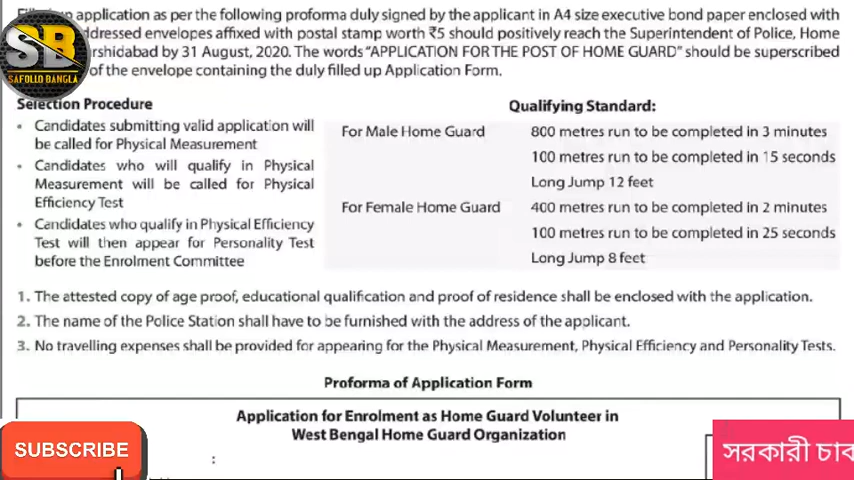 application as per the following proforma duly signed by the applicant in A4 size executive bond paper enclosed with
addressed envelopes affixed with postal stamp worth ₹5 should positively reach the Superintendent of Police, Home
by 31 August, 2020. The words “APPLICATION FOR THE POST OF HOME GUARD” should be superscribed
of the envelope containing the duly filled up Application Form.
SB
SAFOLLO BANGLA
Selection Procedure
• Candidates submitting valid application will
be called for Physical Measurement
• Candidates who will qualify in Physical
Measurement will be called for Physical
Efficiency Test
• Candidates who qualify in Physical Efficiency
Test will then appear for Personality Test
before the Enrolment Committee
Qualifying Standard:
For Male Home Guard 800 metres run to be completed in 3 minutes
100 metres run to be completed in 15 seconds
Long Jump 12 feet
For Female Home Guard 400 metres run to be completed in 2 minutes
100 metres run to be completed in 25 seconds
Long Jump 8 feet
1. The attested copy of age proof, educational qualification and proof of residence shall be enclosed with the application.
2. The name of the Police Station shall have to be furnished with the address of the applicant.
3. No travelling expenses shall be provided for appearing for the Physical Measurement, Physical Efficiency and Personality Tests.
Proforma of Application Form
Application for Enrolment as Home Guard Volunteer in
West Bengal Home Guard Organization
:
SUBSCRIBE
সরকারী